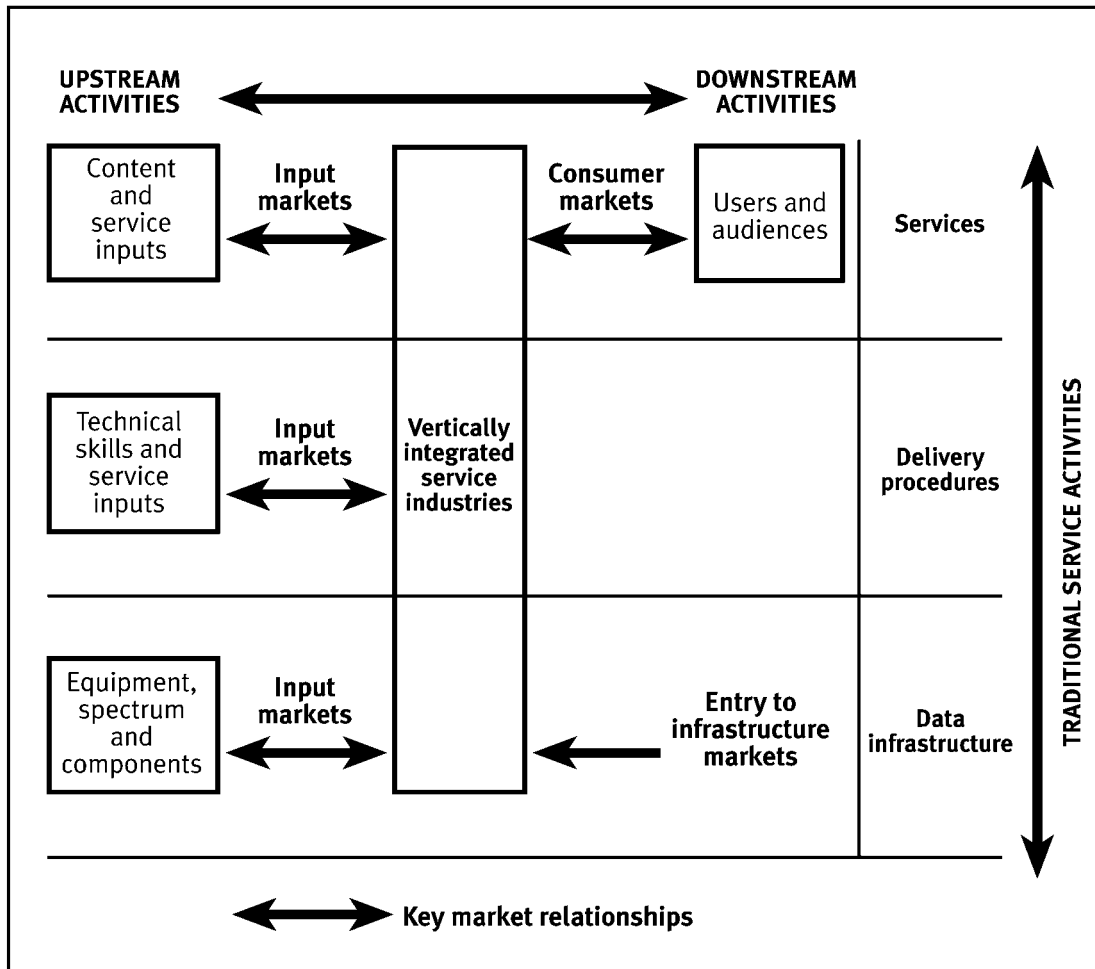 UPSTREAM
ACTIVITIES
DOWNSTREAM
ACTIVITIES
Content
and
service
inputs
Input
markets
Consumer
markets
Users and
audiences
Services
Technical
skills and
service
inputs
Input
markets
Vertically
integrated
service
industries
Delivery
procedures
Equipment,
spectrum
and
components
Input
markets
Entry to
infrastructure
markets
Data
infrastructure
TRADITIONAL SERVICE ACTIVITIES
Key market relationships